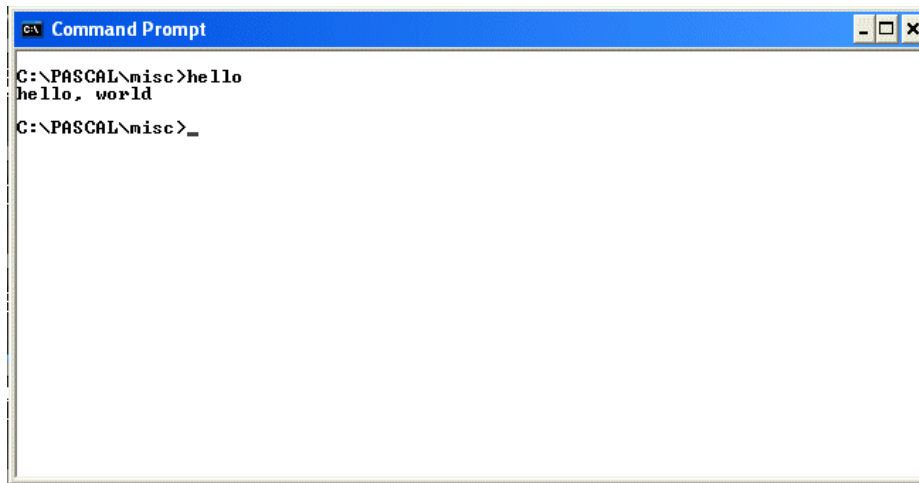 Command Prompt
C:\PASCAL\misc>hello
hello, world
C:\PASCAL\misc>_